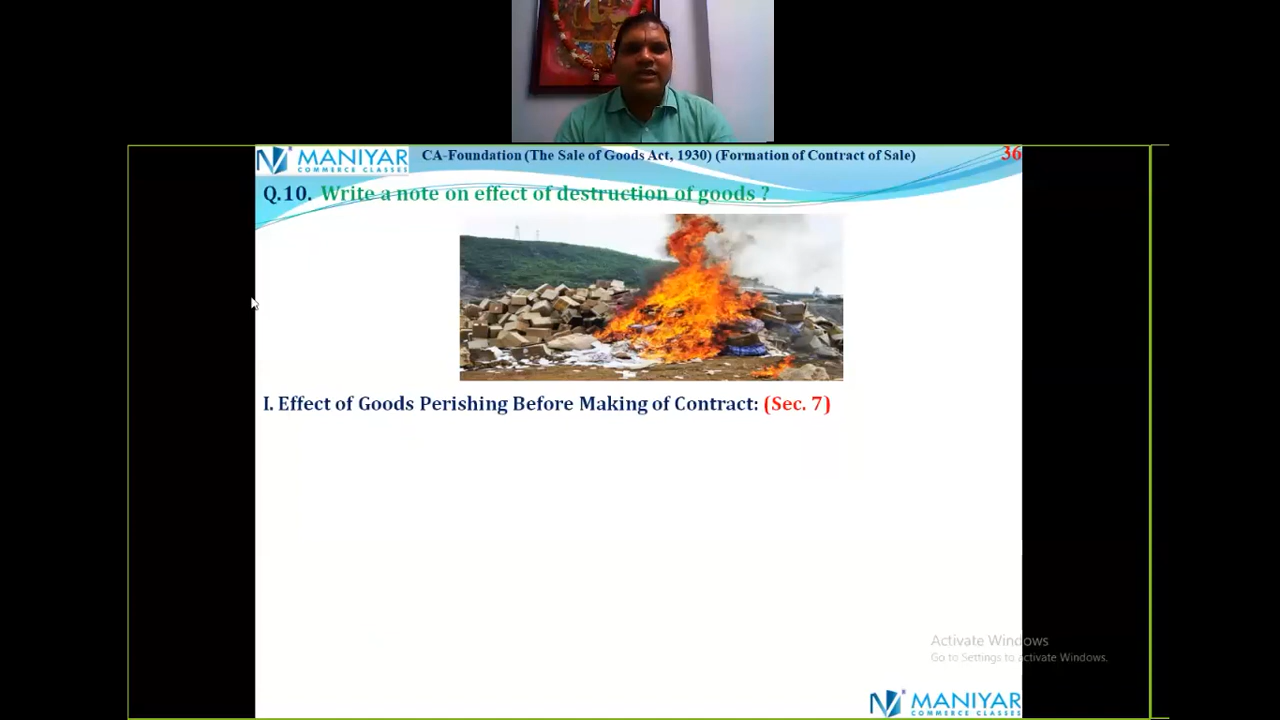 MANIYAR
COMMERCE CLASSES
CA-Foundation (The Sale of Goods Act, 1930) (Formation of Contract of Sale)
36
Q.10. Write a note on effect of destruction of goods ?
I. Effect of Goods Perishing Before Making of Contract: (Sec. 7)
Activate Windows
Go to Settings to activate Windows.
MANIYAR
COMMERCE CLASSES